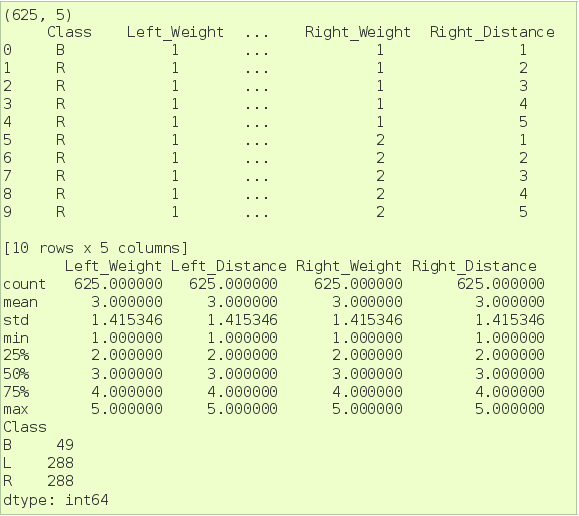 (625, 5)
Class Left_Weight ... Right_Weight Right_Distance
0 B 1 ... 1 1
1 R 1 ... 1 2
2 R 1 ... 1 3
3 R 1 ... 1 4
4 R 1 ... 1 5
5 R 1 ... 2 1
6 R 1 ... 2 2
7 R 1 ... 2 3
8 R 1 ... 2 4
9 R 1 ... 2 5
[10 rows x 5 columns]
Left_Weight Left_Distance Right_Weight Right_Distance
count 625.000000 625.000000 625.000000 625.000000
mean 3.000000 3.000000 3.000000 3.000000
std 1.415346 1.415346 1.415346 1.415346
min 1.000000 1.000000 1.000000 1.000000
25% 2.000000 2.000000 2.000000 2.000000
50% 3.000000 3.000000 3.000000 3.000000
75% 4.000000 4.000000 4.000000 4.000000
max 5.000000 5.000000 5.000000 5.000000
Class
B 49
L 288
R 288
dtype: int64